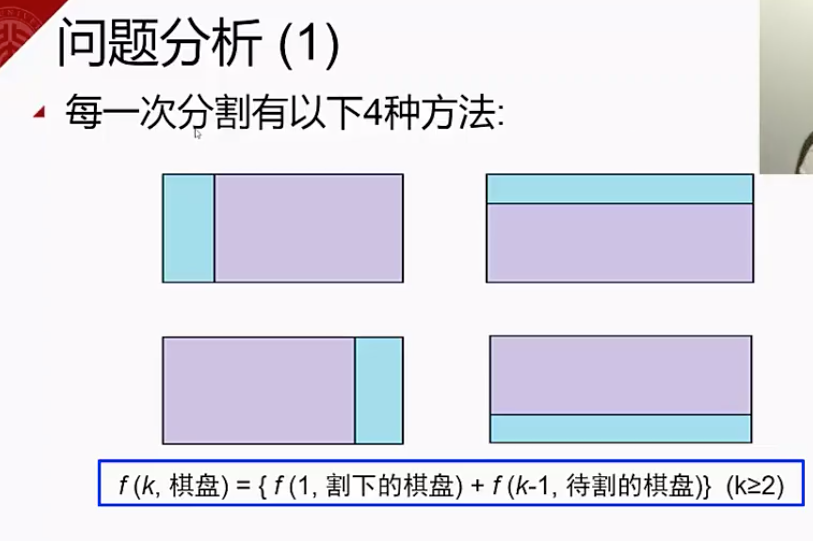 问题分析 (1)
每一次分割有以下4种方法:
f (k, 棋盘) = { f (1, 割下的棋盘) + f (k-1, 待割的棋盘)} (k≥2)